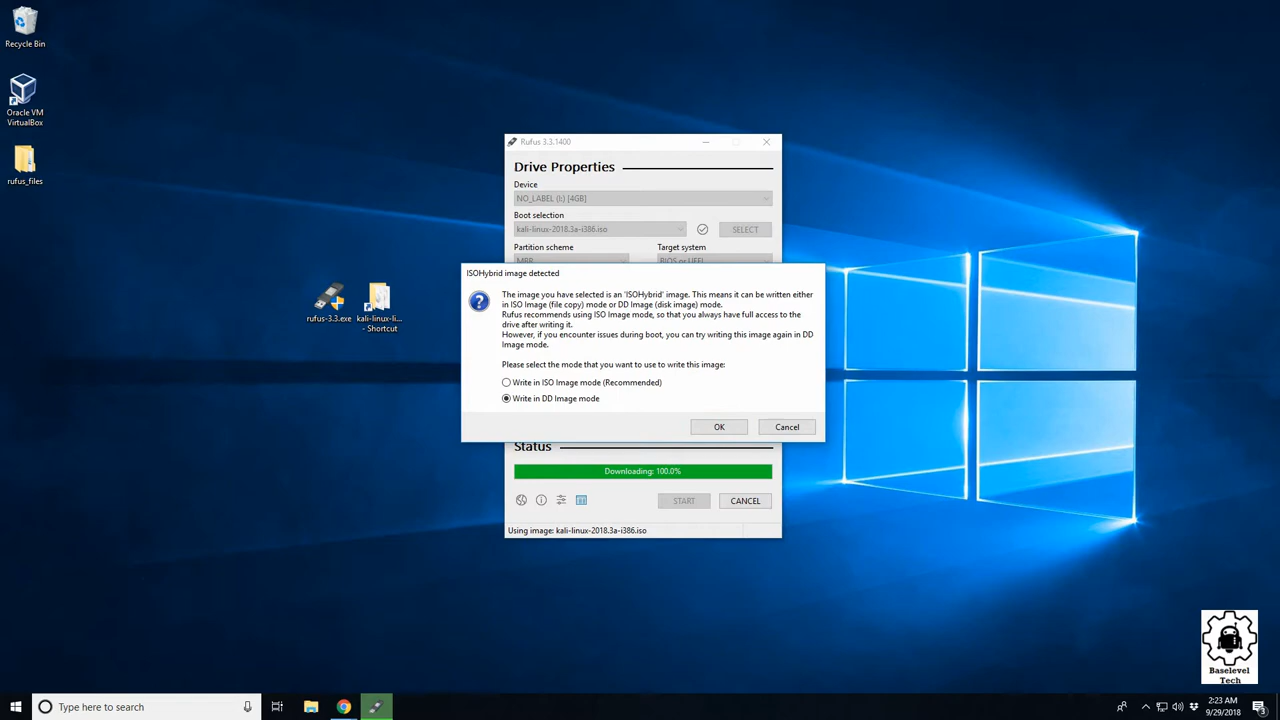 Recycle Bin
Oracle VM
VirtualBox
rufus_files
rufus-3.3.exe
kali-linux-li...
- Shortcut
Rufus 3.3.1400
Drive Properties
Device
NO_LABEL (I:) [4GB]
Boot selection
kali-linux-2018.3a-i386.iso
SELECT
Partition scheme
Target system
MBR
BIOS or UEFI
ISOHybrid image detected
The image you have selected is an 'ISOHybrid' image. This means it can be written either
in ISO Image (file copy) mode or DD Image (disk image) mode.
Rufus recommends using ISO Image mode, so that you always have full access to the
drive after writing it.
However, if you encounter issues during boot, you can try writing this image again in DD
Image mode.
Please select the mode that you want to use to write this image:
Write in ISO Image mode (Recommended)
Write in DD Image mode
OK
Cancel
Status
Downloading: 100.0%
START
CANCEL
Using image: kali-linux-2018.3a-i386.iso
Baselevel
Tech
Type here to search
2:23 AM
9/29/2018
3